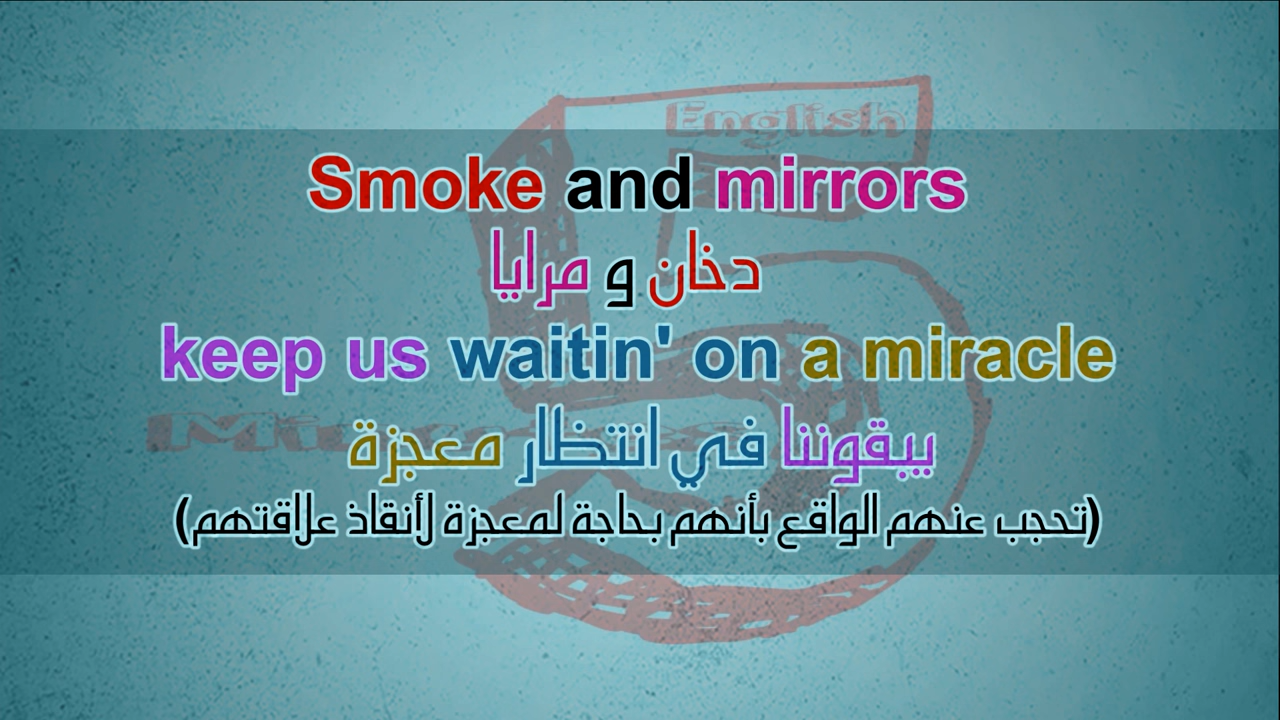 English
Smoke and mirrors
دخان و مرايا
keep us waitin' on a miracle
يبقوننا في انتظار معجزة
(تحجب عنهم الواقع بأنهم بحاجة لمعجزة لأنقاذ علاقتهم)